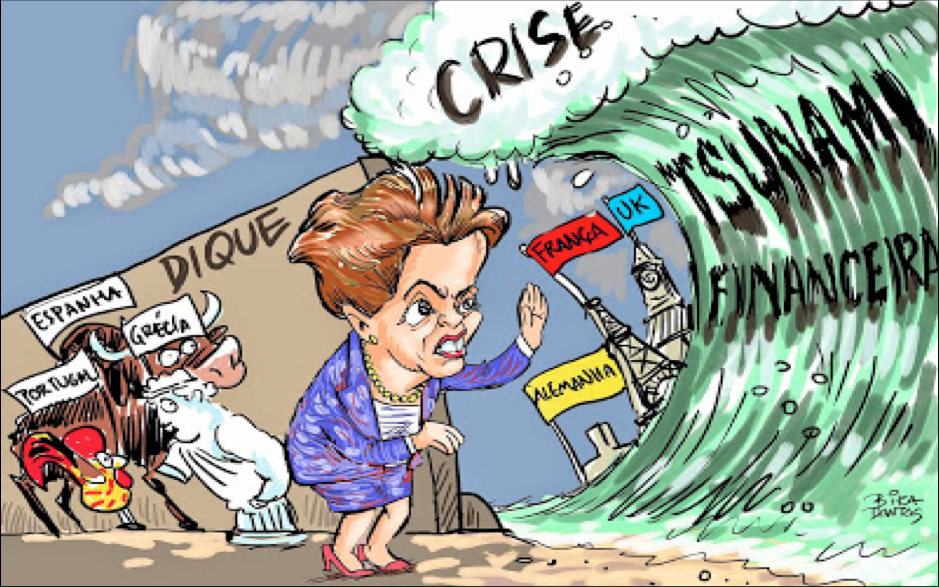 CRISE
TSUNAMI
FINANCEIRA
DIQUE
UK
FRANÇA
ESPANHA
GRÉCIA
PORTUGAL
ALEMANHA
BIRA
DANTAS